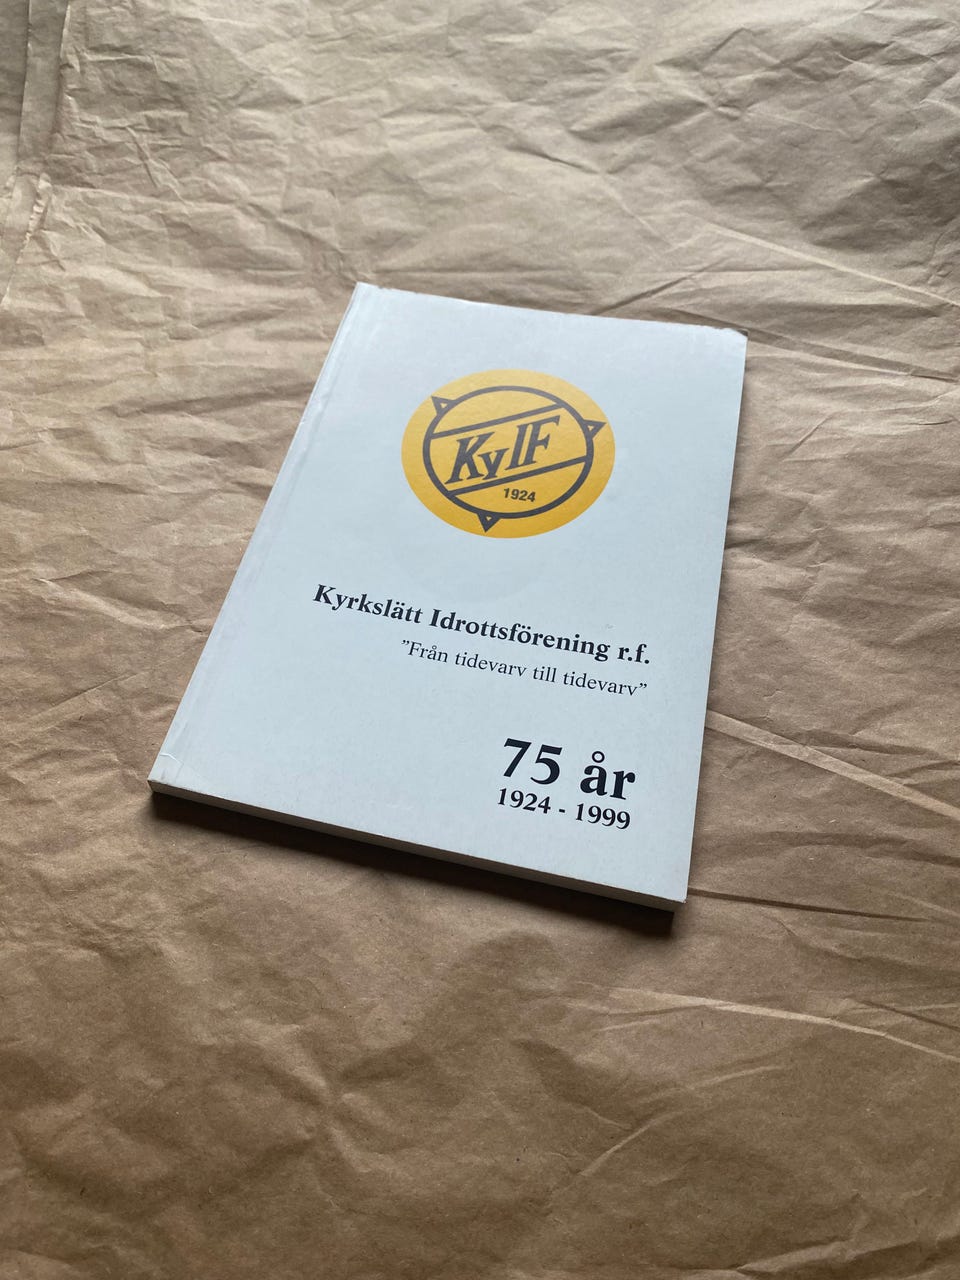 KyIF
1924
Kyrkslätt Idrottsförening r.f.
”Från tidevarv till tidevarv”
75 år
1924 - 1999